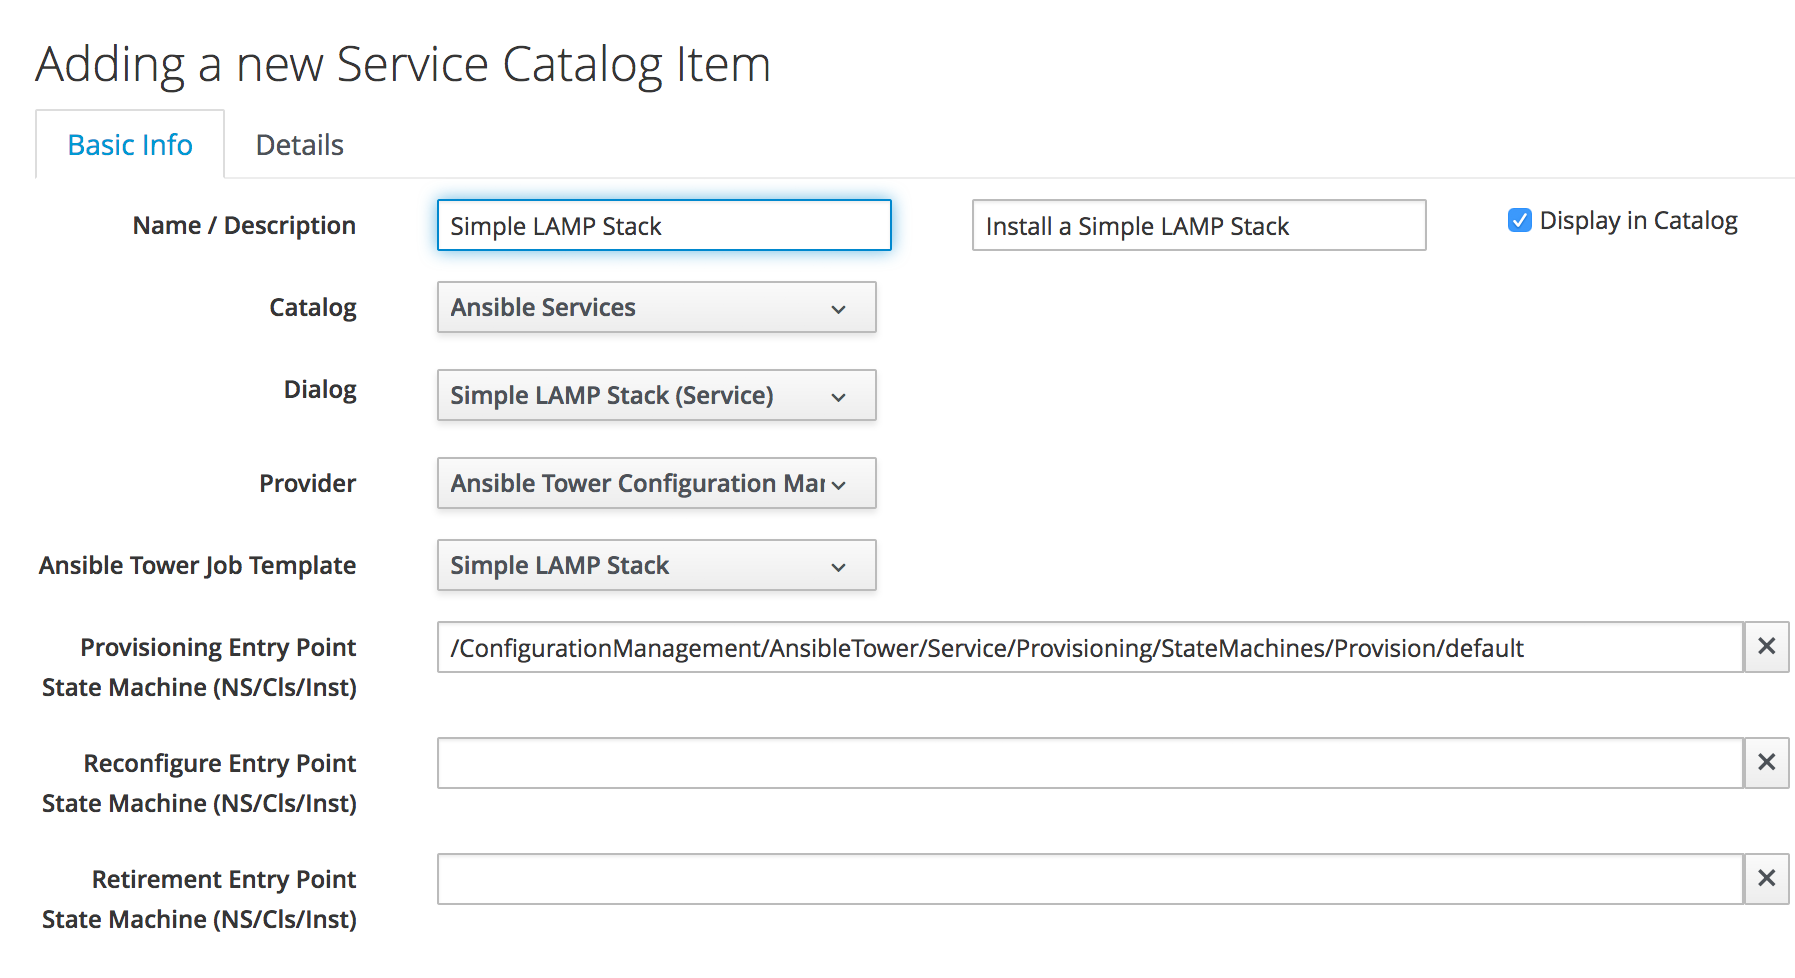 Adding a new Service Catalog Item
Basic Info Details
Name / Description Simple LAMP Stack Install a Simple LAMP Stack Display in Catalog
Catalog Ansible Services
Dialog Simple LAMP Stack (Service)
Provider Ansible Tower Configuration Mar
Ansible Tower Job Template Simple LAMP Stack
Provisioning Entry Point /ConfigurationManagement/AnsibleTower/Service/Provisioning/StateMachines/Provision/default
State Machine (NS/Cls/Inst)
Reconfigure Entry Point
State Machine (NS/Cls/Inst)
Retirement Entry Point
State Machine (NS/Cls/Inst)